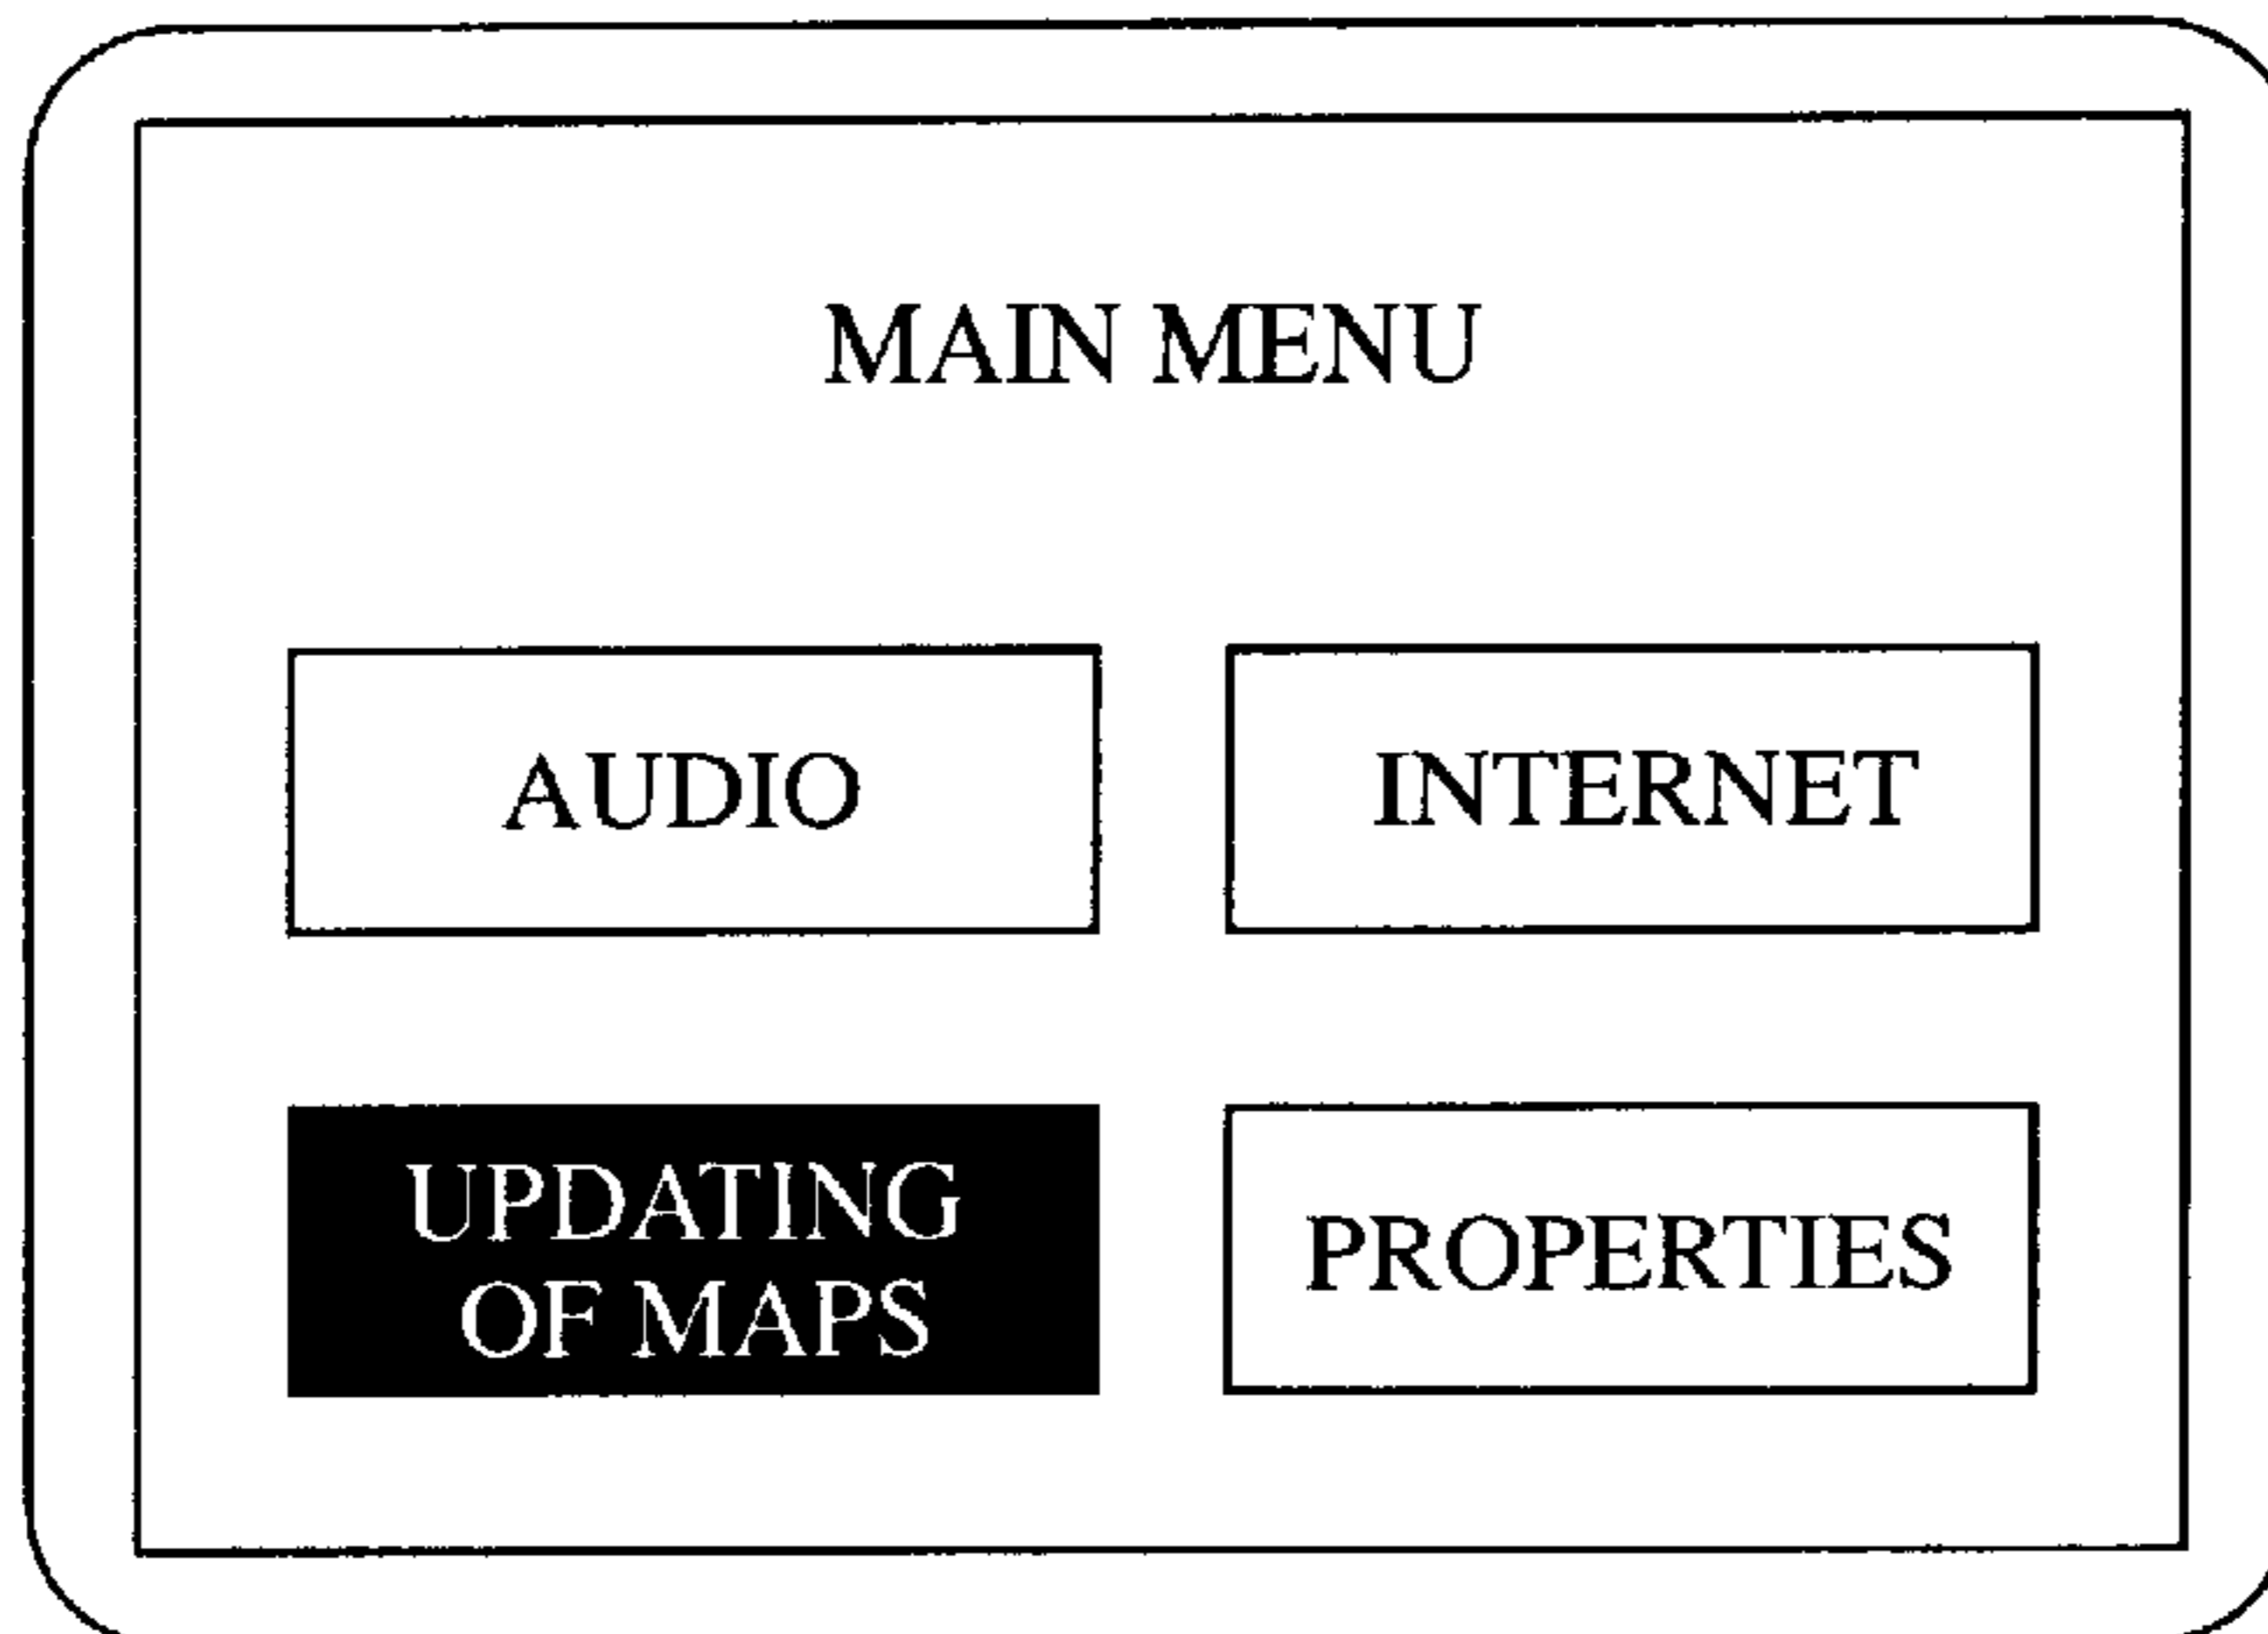 MAIN MENU
AUDIO
INTERNET
UPDATING
OF MAPS
PROPERTIES